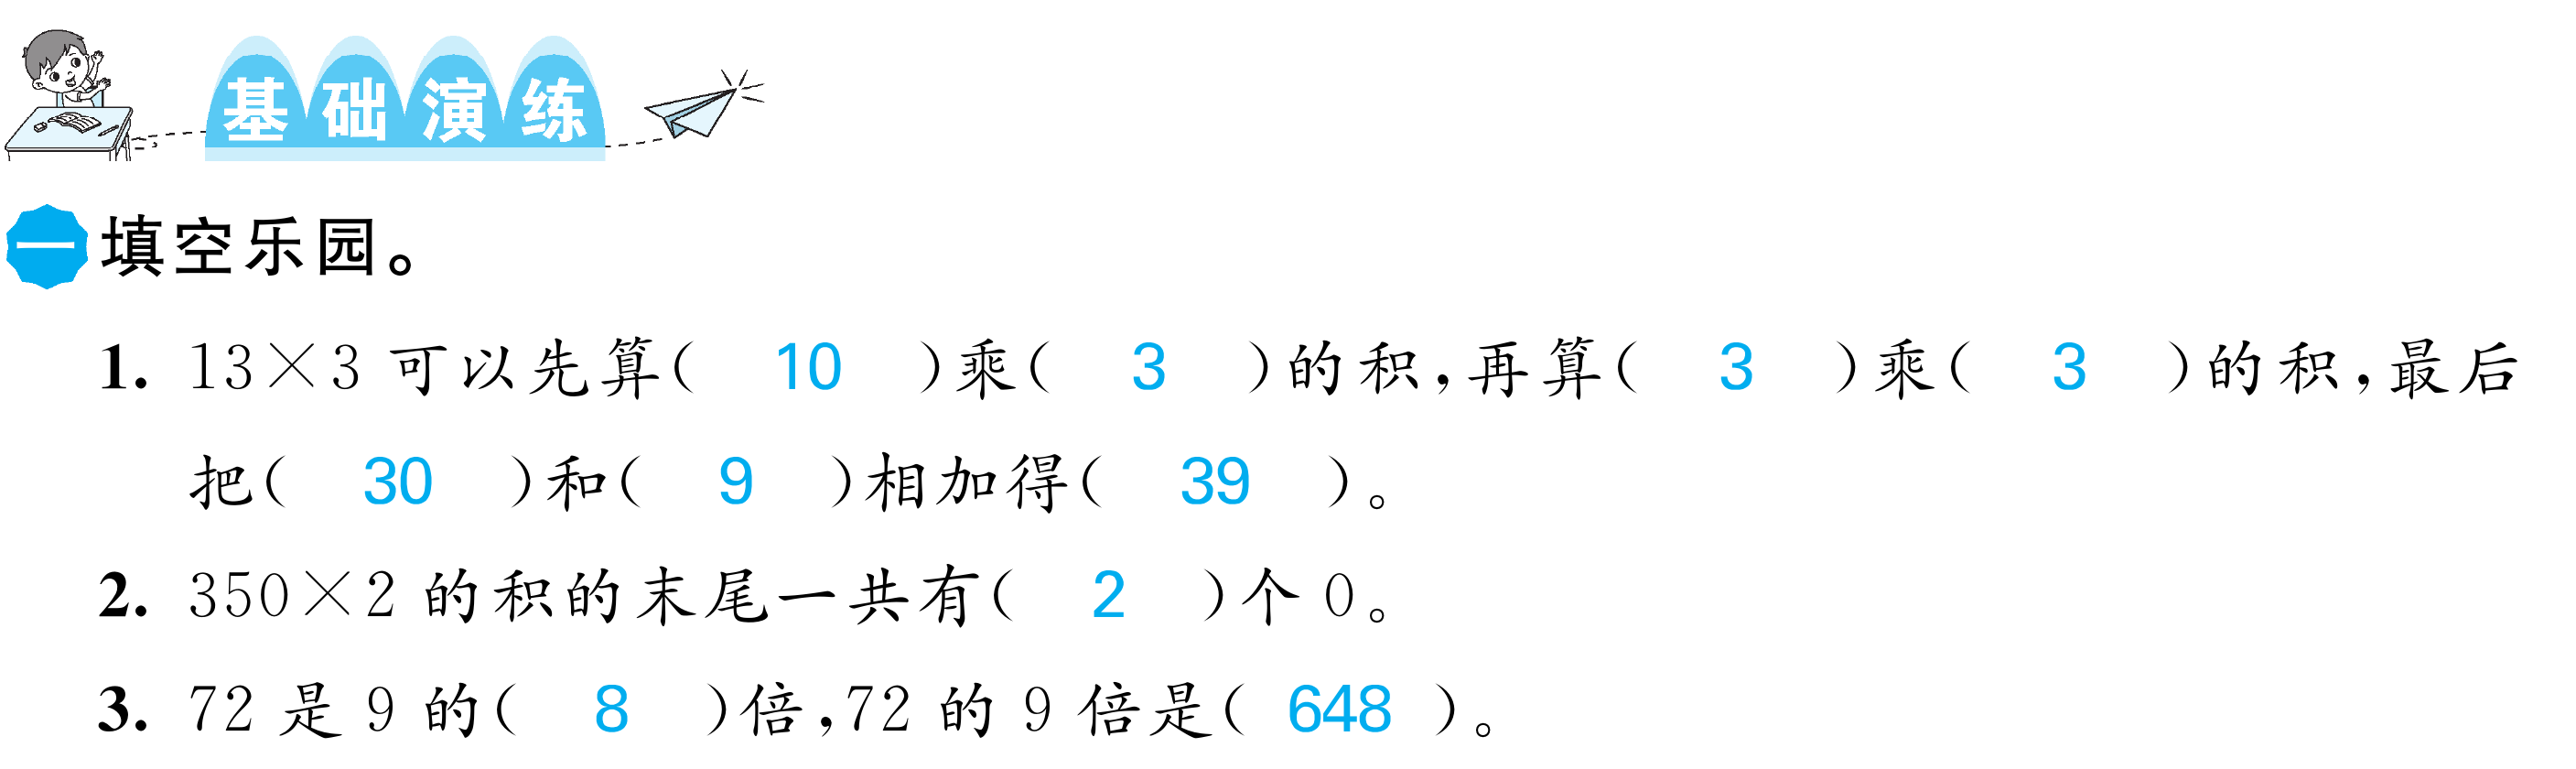 基础演练
一 填空乐园。
1. 13×3 可以先算( 10 )乘( 3 )的积,再算( 3 )乘( 3 )的积,最后
把( 30 )和( 9 )相加得( 39 )。
2. 350×2 的积的末尾一共有( 2 )个 0。
3. 72 是 9 的( 8 )倍,72 的 9 倍是( 648 )。